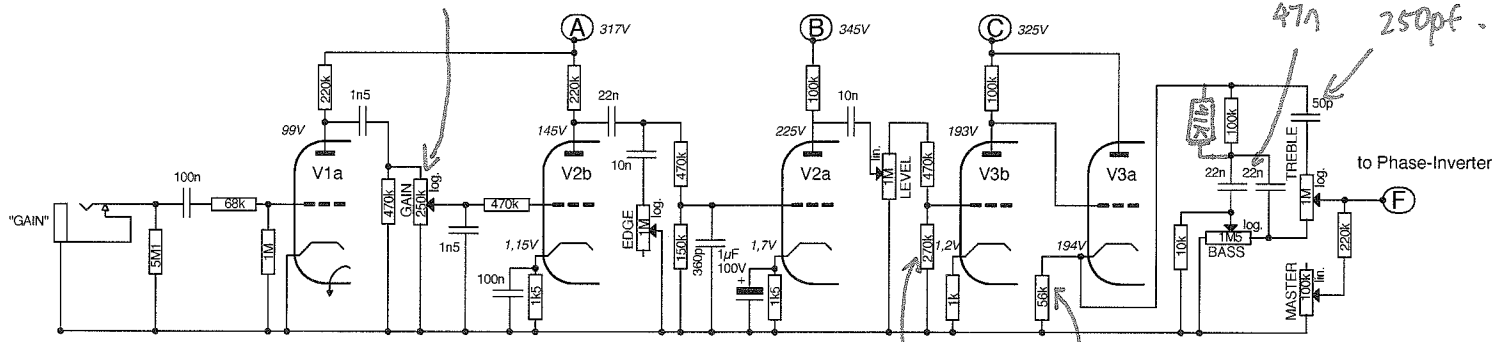 A 317V
B 345V
C 325V
47n
250pf.
220k
1n5
220k
22n
100k
10n
100k
100k
50p
99V
145V
225V
193V
22n
22n
TREBLE
1M
log.
to Phase-Inverter
F
"GAIN"
100n
68k
5M1
1M
V1a
470k
GAIN
250k
log.
1n5
470k
V2b
10n
EDGE
1M
log.
470k
150k
360p
V2a
lin.
1M
LEVEL
470k
270k
V3b
V3a
log.
1M5
BASS
10k
220k
MASTER
100k
lin.
1,15V
100n
1k5
1,7V
1µF
100V
+
1k5
1,2V
1k
194V
56k